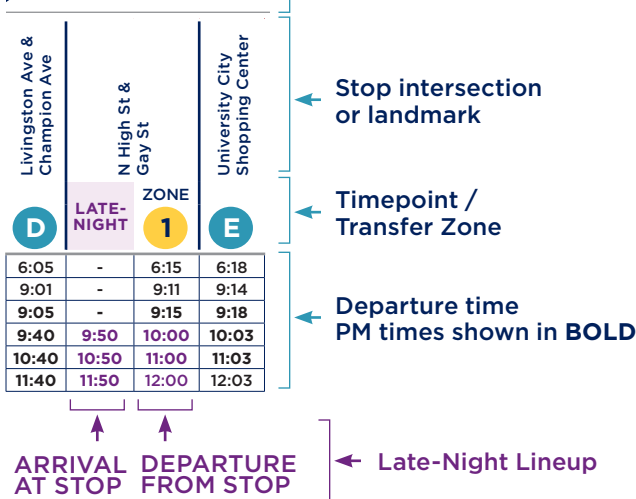 Livingston Ave &
Champion Ave
N High St &
Gay St
University City
Shopping Center
Stop intersection
or landmark
D
LATE-
NIGHT
ZONE
1
E
Timepoint /
Transfer Zone
6:05 - 6:15 6:18
9:01 - 9:11 9:14
9:05 - 9:15 9:18
9:40 9:50 10:00 10:03
10:40 10:50 11:00 11:03
11:40 11:50 12:00 12:03
Departure time
PM times shown in BOLD
ARRIVAL
AT STOP
DEPARTURE
FROM STOP
Late-Night Lineup